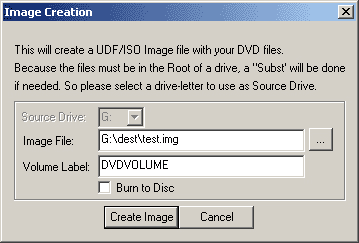 Image Creation
This will create a UDF/ISO Image file with your DVD files.
Because the files must be in the Root of a drive, a "Subst' will be done
if needed. So please select a drive-letter to use as Source Drive.
Source Drive: G:
Image File: G:\dest\test.img ...
Volume Label: DVDVOLUME
Burn to Disc
Create Image Cancel